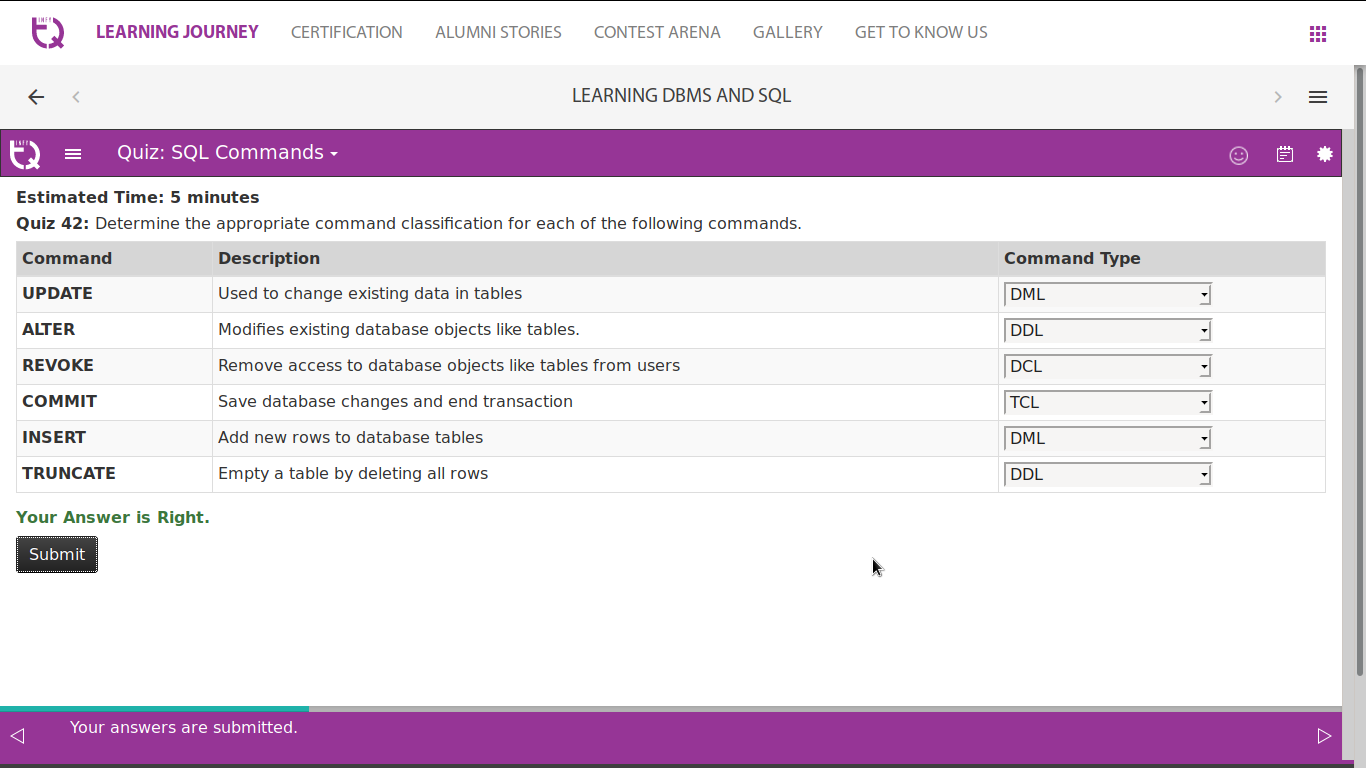 INFY TQ LEARNING JOURNEY CERTIFICATION ALUMNI STORIES CONTEST ARENA GALLERY GET TO KNOW US
LEARNING DBMS AND SQL
INFY TQ Quiz: SQL Commands
Estimated Time: 5 minutes
Quiz 42: Determine the appropriate command classification for each of the following commands.
Command Description Command Type
UPDATE Used to change existing data in tables DML
ALTER Modifies existing database objects like tables. DDL
REVOKE Remove access to database objects like tables from users DCL
COMMIT Save database changes and end transaction TCL
INSERT Add new rows to database tables DML
TRUNCATE Empty a table by deleting all rows DDL
Your Answer is Right.
Submit
Your answers are submitted.